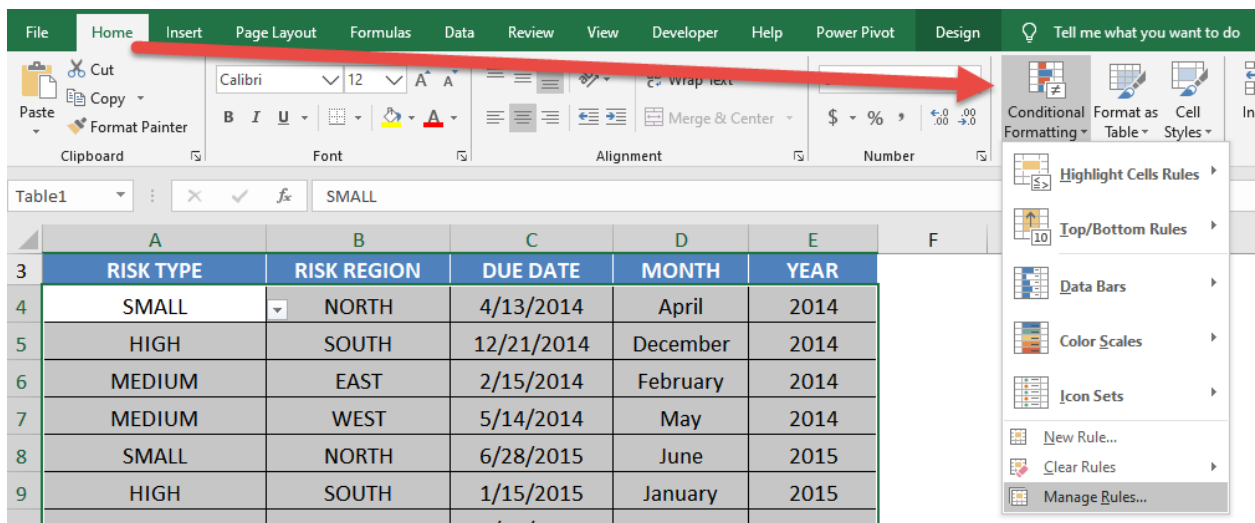 File Home Insert Page Layout Formulas Data Review View Developer Help Power Pivot Design Tell me what you want to do
Cut
Copy
Format Painter
Paste
Clipboard
Calibri 12 A A
B I U A
Font
Wrap Text
Merge & Center
Alignment
$ % , .0 .00 .00 .0
Number
Conditional Formatting
Format as Table
Cell Styles
In
Table1 fx SMALL
A B C D E F
3 RISK TYPE RISK REGION DUE DATE MONTH YEAR
4 SMALL NORTH 4/13/2014 April 2014
5 HIGH SOUTH 12/21/2014 December 2014
6 MEDIUM EAST 2/15/2014 February 2014
7 MEDIUM WEST 5/14/2014 May 2014
8 SMALL NORTH 6/28/2015 June 2015
9 HIGH SOUTH 1/15/2015 January 2015
Highlight Cells Rules
10 Top/Bottom Rules
Data Bars
Color Scales
Icon Sets
New Rule...
Clear Rules
Manage Rules...